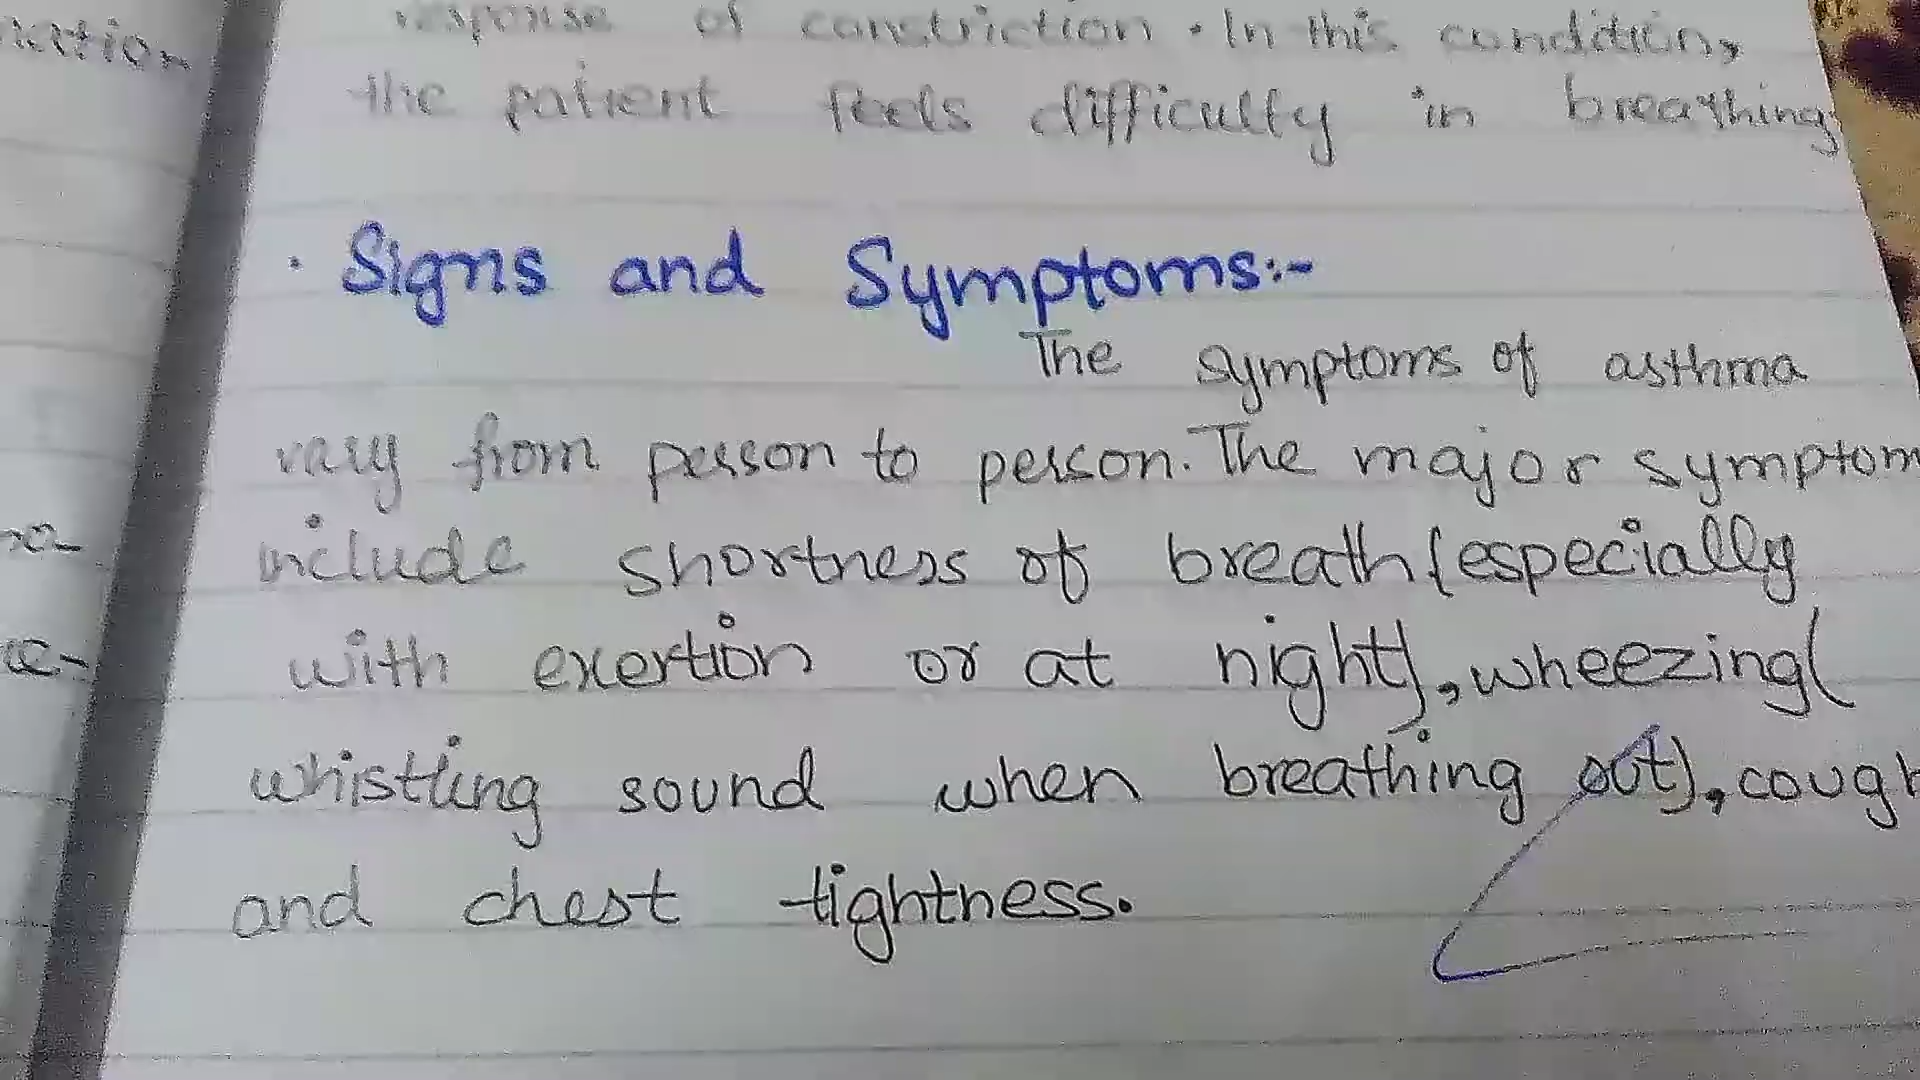 response of constriction. In this condition,
the patient feels difficulty in breathing
. Signs and Symptoms:-
The symptoms of asthma
vary from person to person. The major symptom
include shortness of breath (especially
with exertion or at night), wheezing(
whistling sound when breathing out), cough
and chest tightness.